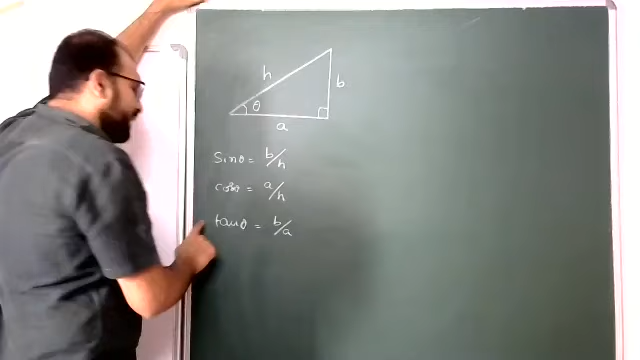 h
b
θ
a
sinθ = b/h
cosθ = a/h
tanθ = b/a